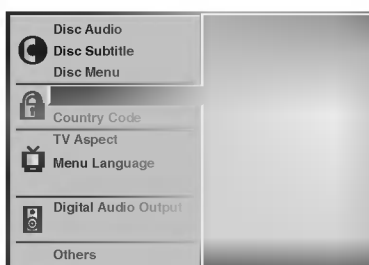 Disc Audio
Disc Subtitle
Disc Menu
Country Code
TV Aspect
Menu Language
Digital Audio Output
Others